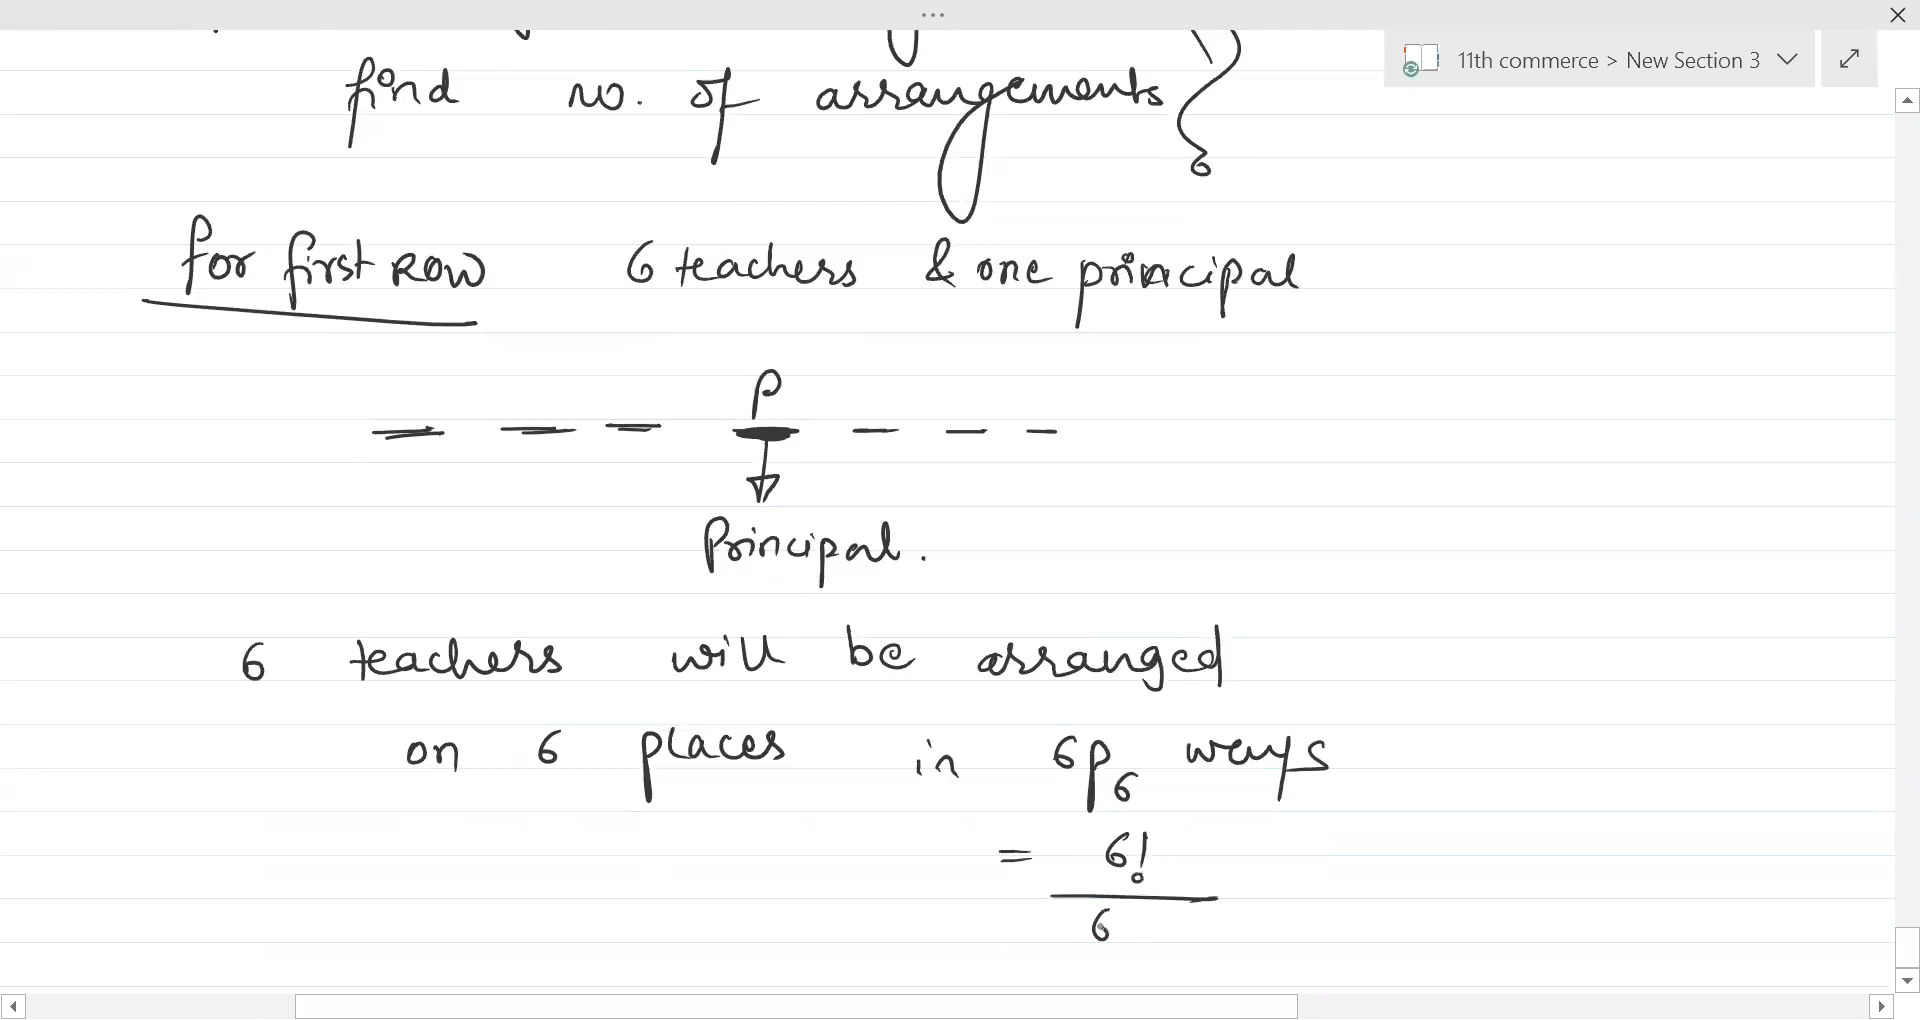 11th commerce > New Section 3
find no. of arrangements
for first Row 6 teachers & one principal
P
Principal.
6 teachers will be arranged
on 6 places in 6p6 ways
= 6!
6